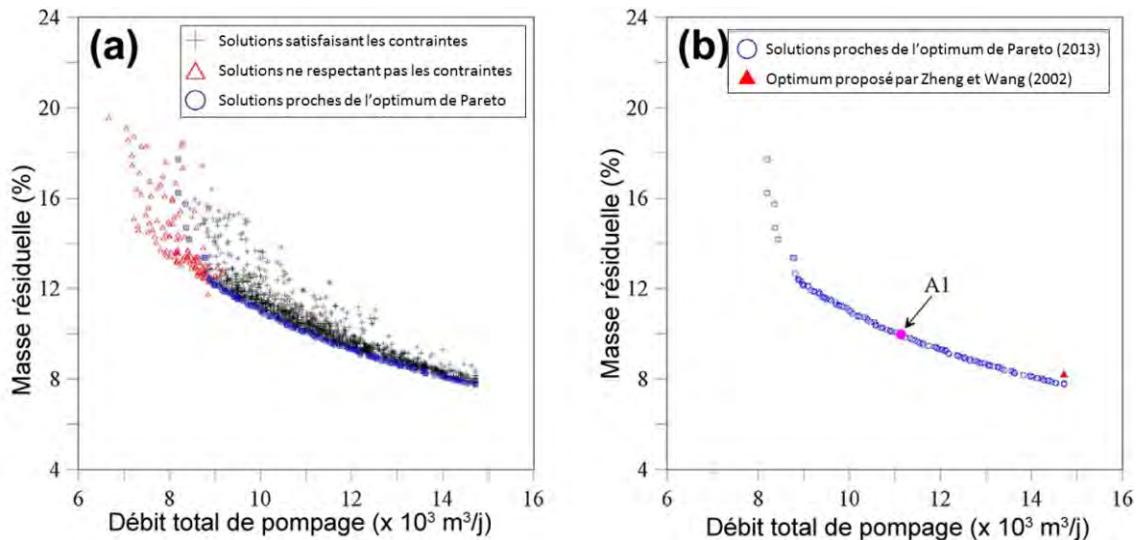 (a)
Solutions satisfaisant les contraintes
Solutions ne respectant pas les contraintes
Solutions proches de l'optimum de Pareto
24
20
16
12
8
4
Masse résiduelle (%)
6 8 10 12 14 16
Débit total de pompage (x 10³ m³/j)
(b)
Solutions proches de l'optimum de Pareto (2013)
Optimum proposé par Zheng et Wang (2002)
A1
24
20
16
12
8
4
Masse résiduelle (%)
6 8 10 12 14 16
Débit total de pompage (x 10³ m³/j)